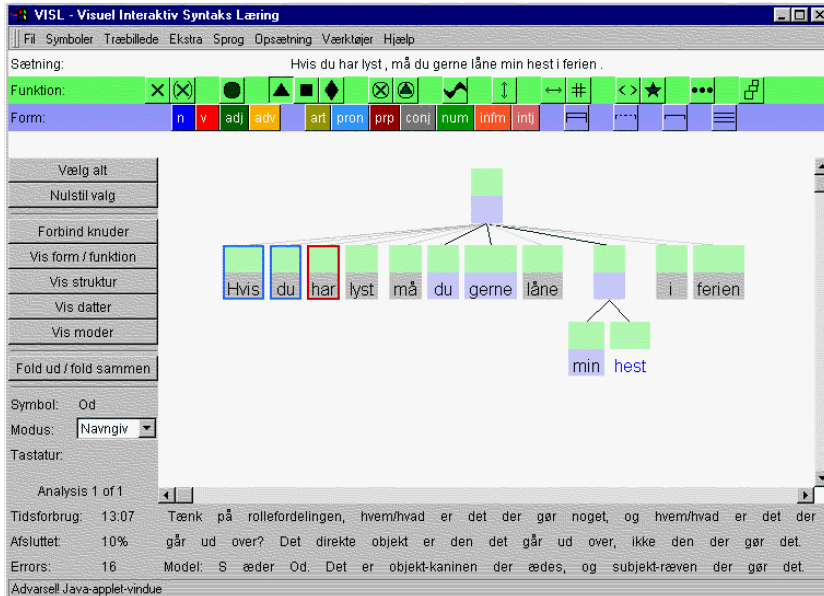 VISL - Visuel Interaktiv Syntaks Læring
Fil Symboler Træbillede Ekstra Sprog Opsætning Værktøjer Hjælp
Sætning: Hvis du har lyst , må du gerne låne min hest i ferien .
Funktion:
Form: n v adj adv art pron prp conj num infm intj
Vælg alt
Nulstil valg
Forbind knuder
Vis form / funktion
Vis struktur
Vis datter
Vis moder
Fold ud / fold sammen
Hvis du har lyst må du gerne låne i ferien
min hest
Symbol: Od
Modus: Navngiv
Tastatur:
Analysis 1 of 1
Tidsforbrug: 13:07 Tænk på rollefordelingen, hvem/hvad er det der gør noget, og hvem/hvad er det der
Afsluttet: 10% går ud over? Det direkte objekt er den det går ud over, ikke den der gør det.
Errors: 16 Model: S æder Od. Det er objekt-kaninen der ædes, og subjekt-ræven der gør det.
Advarsel! Java-applet-vindue